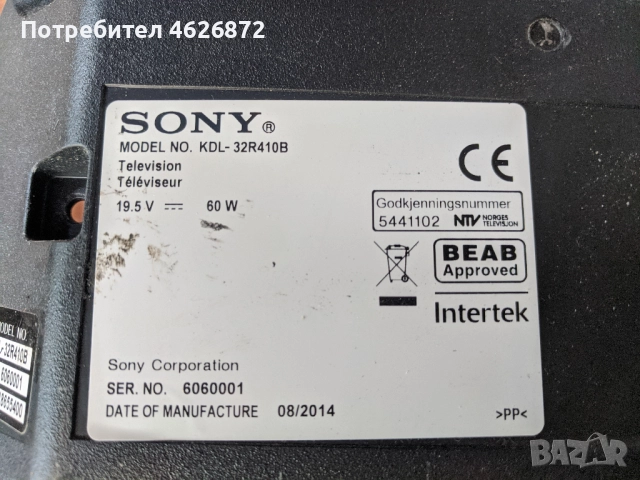 Потребител 4626872
SONY®
MODEL NO. KDL-32R410B
Television
Téléviseur
19.5 V ⎓ 60 W
CE
Godkjenningsnummer
5441102 NTV NORGES TELEVISJON
BEAB
Approved
Intertek
Sony Corporation
SER. NO. 6060001
DATE OF MANUFACTURE 08/2014
>PP<
MODEL NO.
-32R410B
6060001
8655400
BAZAR